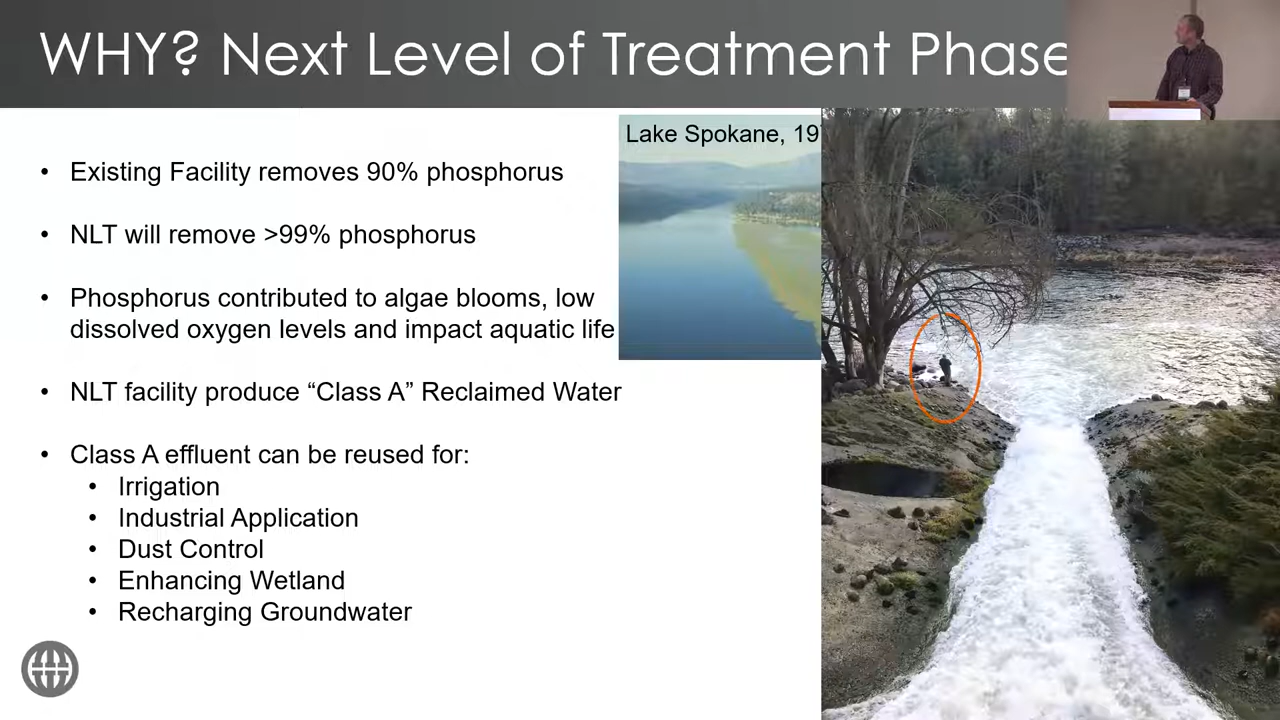 WHY? Next Level of Treatment Phase
Lake Spokane, 19
• Existing Facility removes 90% phosphorus
• NLT will remove >99% phosphorus
• Phosphorus contributed to algae blooms, low
dissolved oxygen levels and impact aquatic life
• NLT facility produce “Class A” Reclaimed Water
• Class A effluent can be reused for:
• Irrigation
• Industrial Application
• Dust Control
• Enhancing Wetland
• Recharging Groundwater